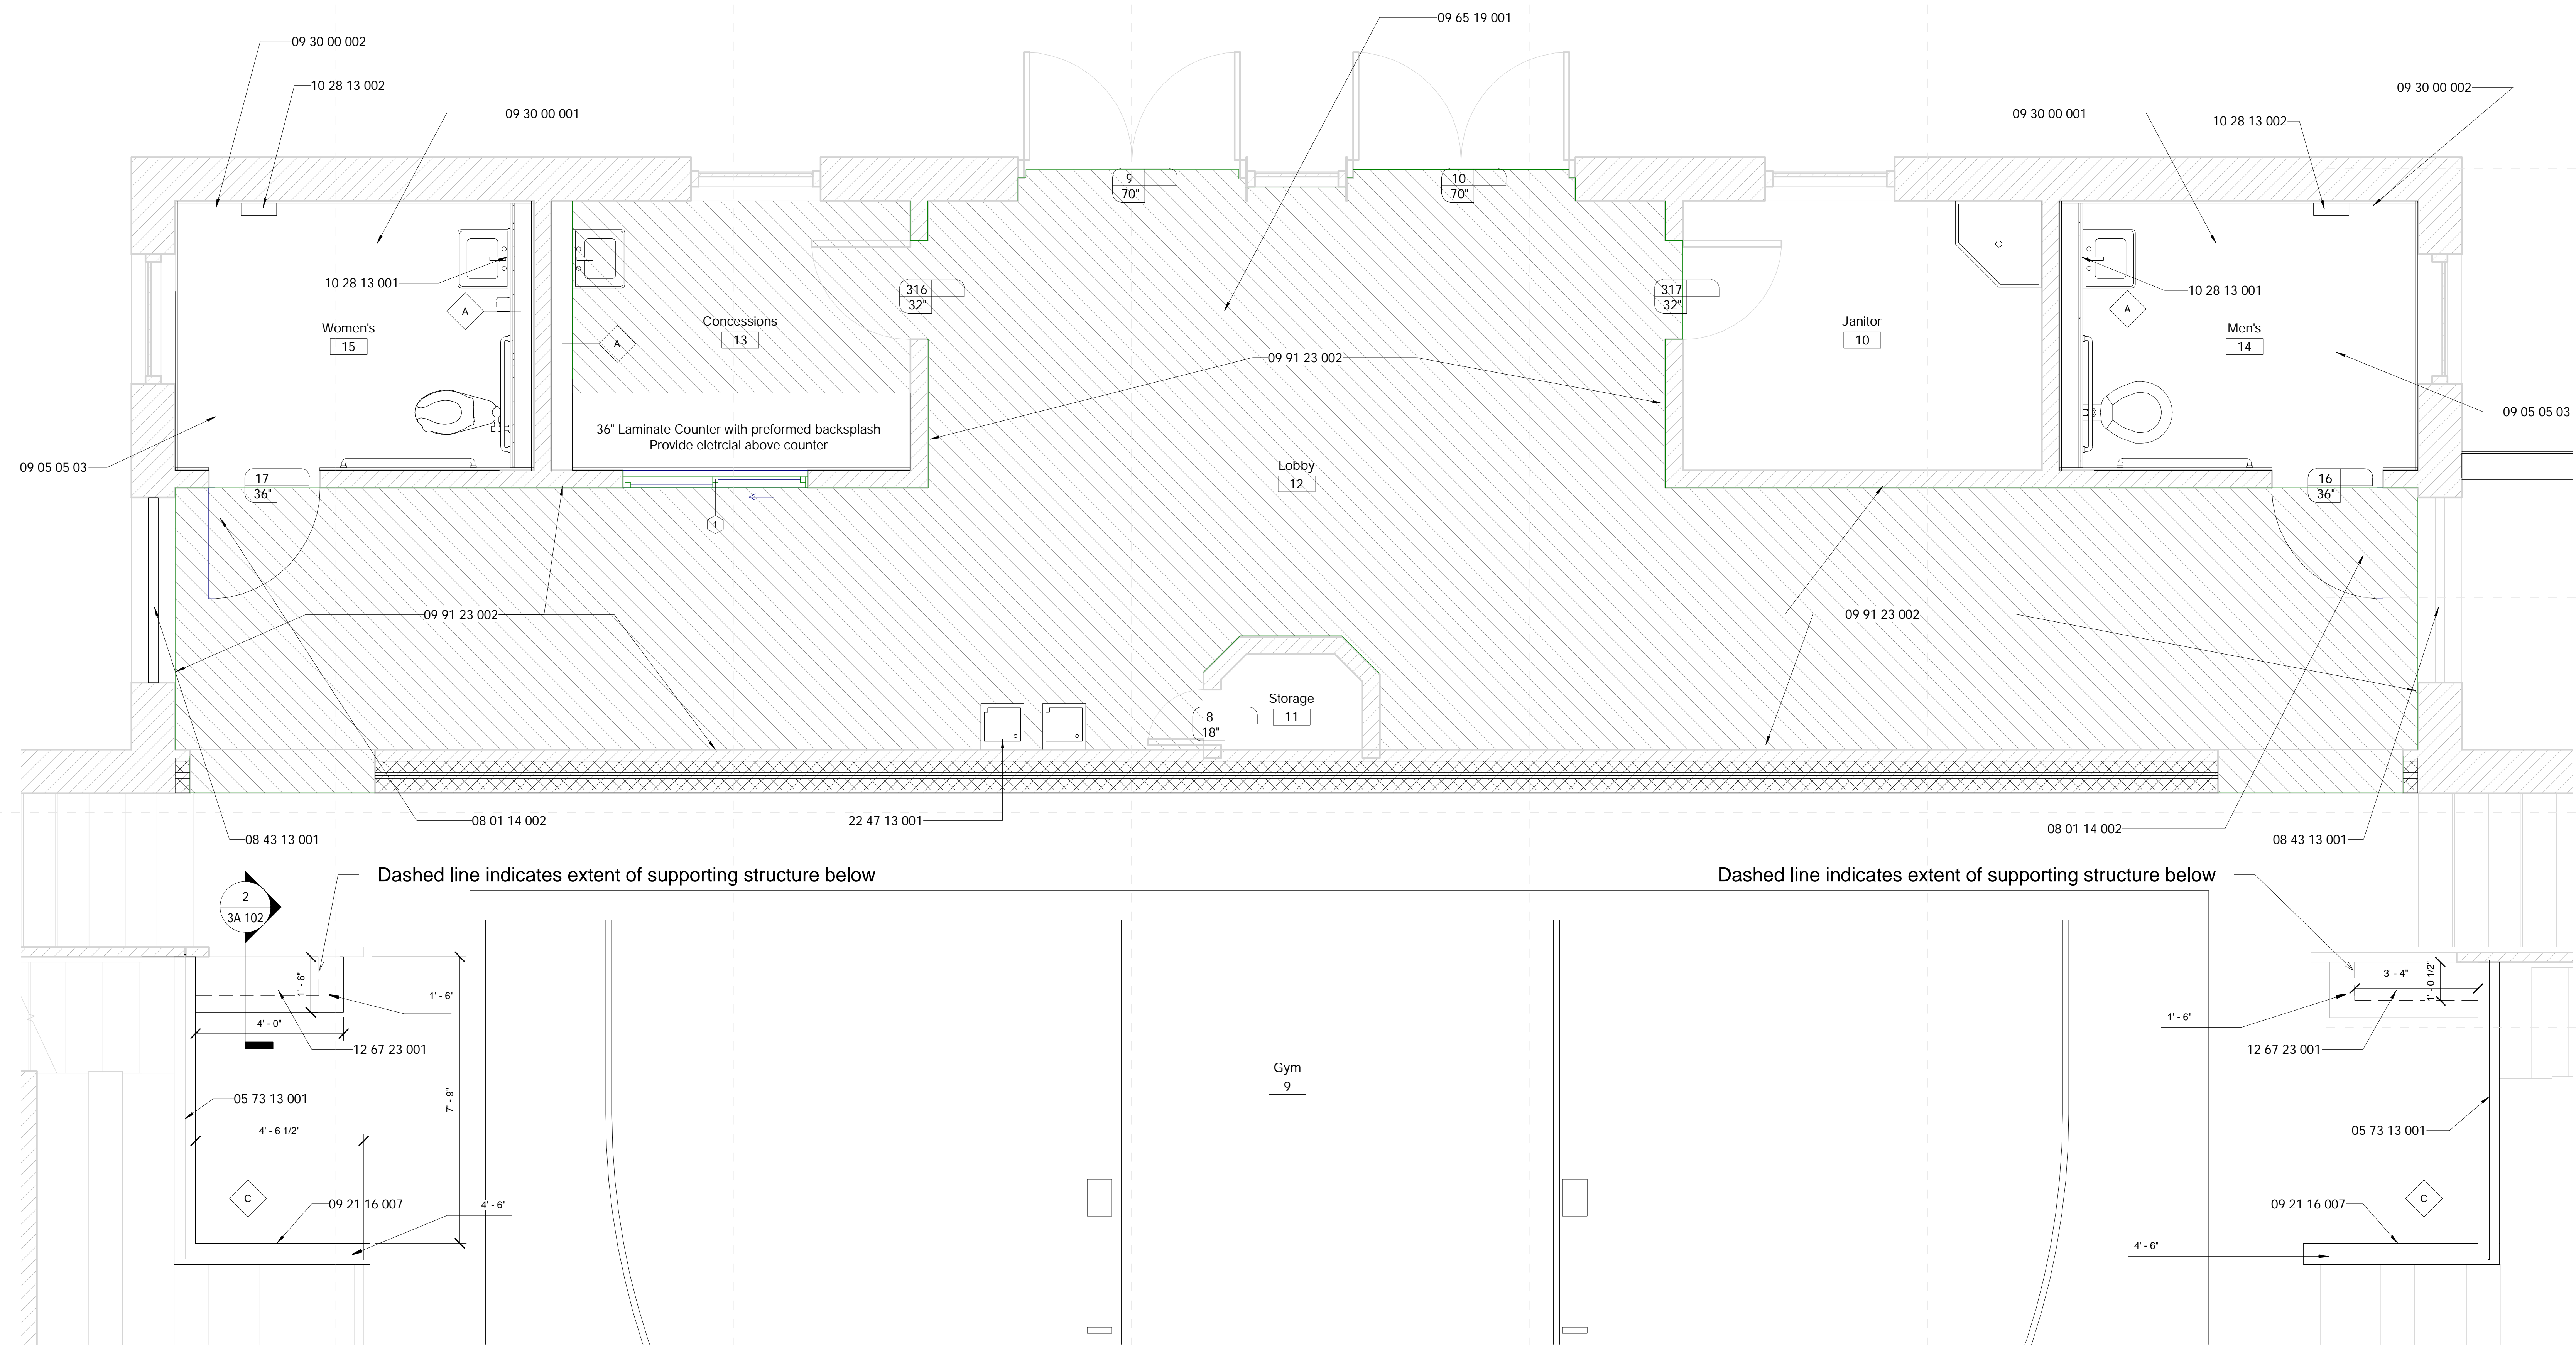 09 65 19 001
09 30 00 002
10 28 13 002
09 30 00 001
09 30 00 002
09 30 00 001
10 28 13 002
9
70"
10
70"
10 28 13 001
316
32"
317
32"
10 28 13 001
A
A
A
Women's
15
Concessions
13
Janitor
10
Men's
14
09 91 23 002
36" Laminate Counter with preformed backsplash
Provide eletrcial above counter
09 05 05 03
09 05 05 03
Lobby
12
17
36"
16
36"
1
09 91 23 002
09 91 23 002
Storage
11
8
18"
08 01 14 002
22 47 13 001
08 01 14 002
08 43 13 001
08 43 13 001
Dashed line indicates extent of supporting structure below
Dashed line indicates extent of supporting structure below
2
3A 102
1' - 6"
1' - 6"
4' - 0"
12 67 23 001
3' - 4"
1' - 0 1/2"
1' - 6"
12 67 23 001
Gym
9
7' - 9"
05 73 13 001
4' - 6 1/2"
05 73 13 001
C
09 21 16 007
4' - 6"
C
09 21 16 007
4' - 6"